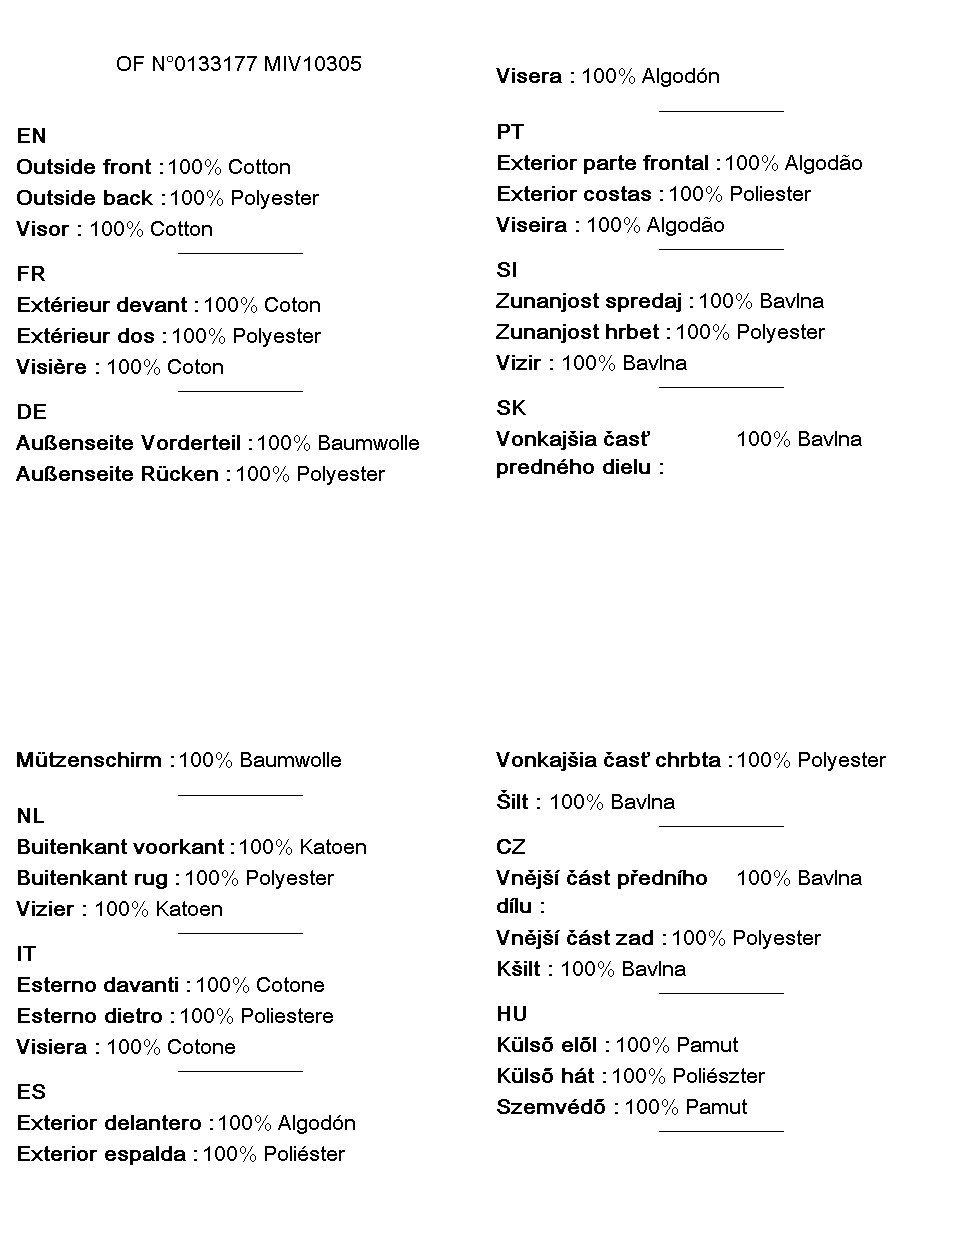 OF N°0133177 MIV10305
EN
Outside front : 100% Cotton
Outside back : 100% Polyester
Visor : 100% Cotton
FR
Extérieur devant : 100% Coton
Extérieur dos : 100% Polyester
Visière : 100% Coton
DE
Außenseite Vorderteil : 100% Baumwolle
Außenseite Rücken : 100% Polyester
Mützenschirm : 100% Baumwolle
NL
Buitenkant voorkant : 100% Katoen
Buitenkant rug : 100% Polyester
Vizier : 100% Katoen
IT
Esterno davanti : 100% Cotone
Esterno dietro : 100% Poliestere
Visiera : 100% Cotone
ES
Exterior delantero : 100% Algodón
Exterior espalda : 100% Poliéster
Visera : 100% Algodón
PT
Exterior parte frontal : 100% Algodão
Exterior costas : 100% Poliester
Viseira : 100% Algodão
SI
Zunanjost spredaj : 100% Bavlna
Zunanjost hrbet : 100% Polyester
Vizir : 100% Bavlna
SK
Vonkajšia časť 100% Bavlna
predného dielu :
Vonkajšia časť chrbta : 100% Polyester
Šilt : 100% Bavlna
CZ
Vnější část předního 100% Bavlna
dílu :
Vnější část zad : 100% Polyester
Kšilt : 100% Bavlna
HU
Külsõ elõl : 100% Pamut
Külsõ hát : 100% Poliészter
Szemvédõ : 100% Pamut